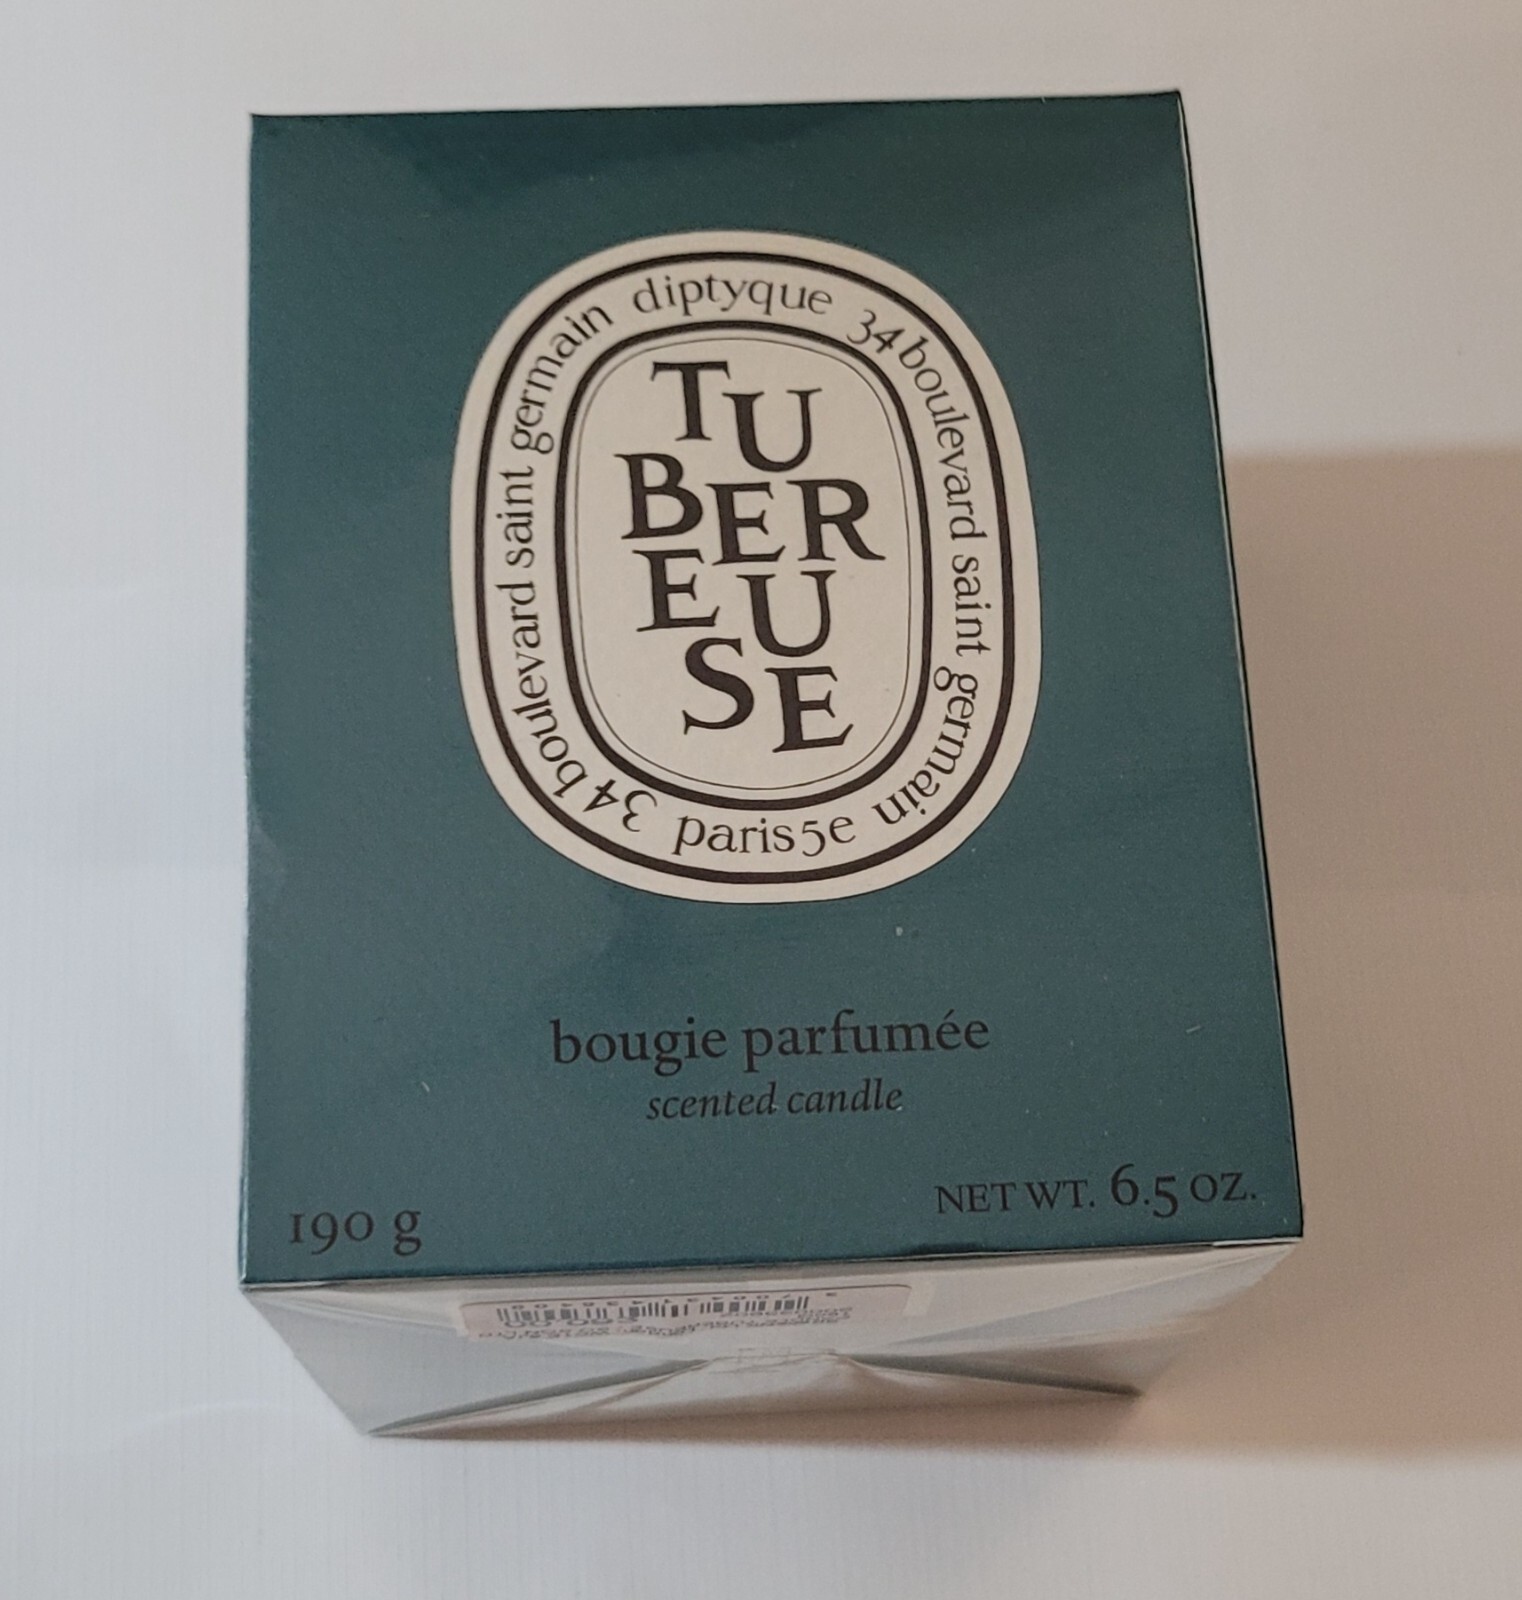 diptyque 34 boulevard saint germain paris 5e 34 boulevard saint germain
TU
BER
EU
SE
bougie parfumée
scented candle
190 g
NET WT. 6.5 OZ.